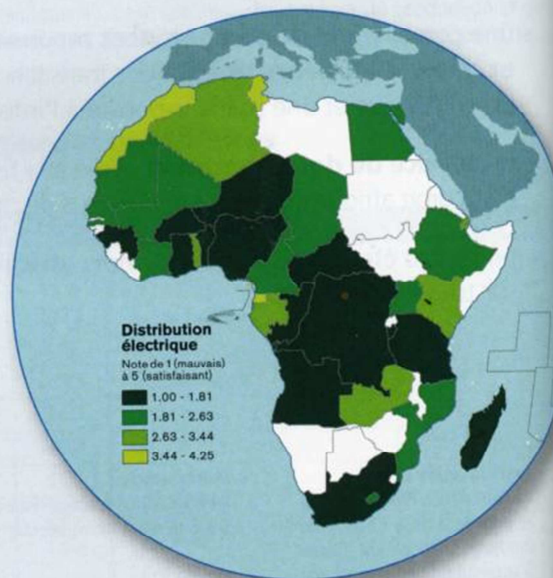 Distribution
électrique
Note de 1 (mauvais)
à 5 (satisfaisant)
1.00 - 1.81
1.81 - 2.63
2.63 - 3.44
3.44 - 4.25